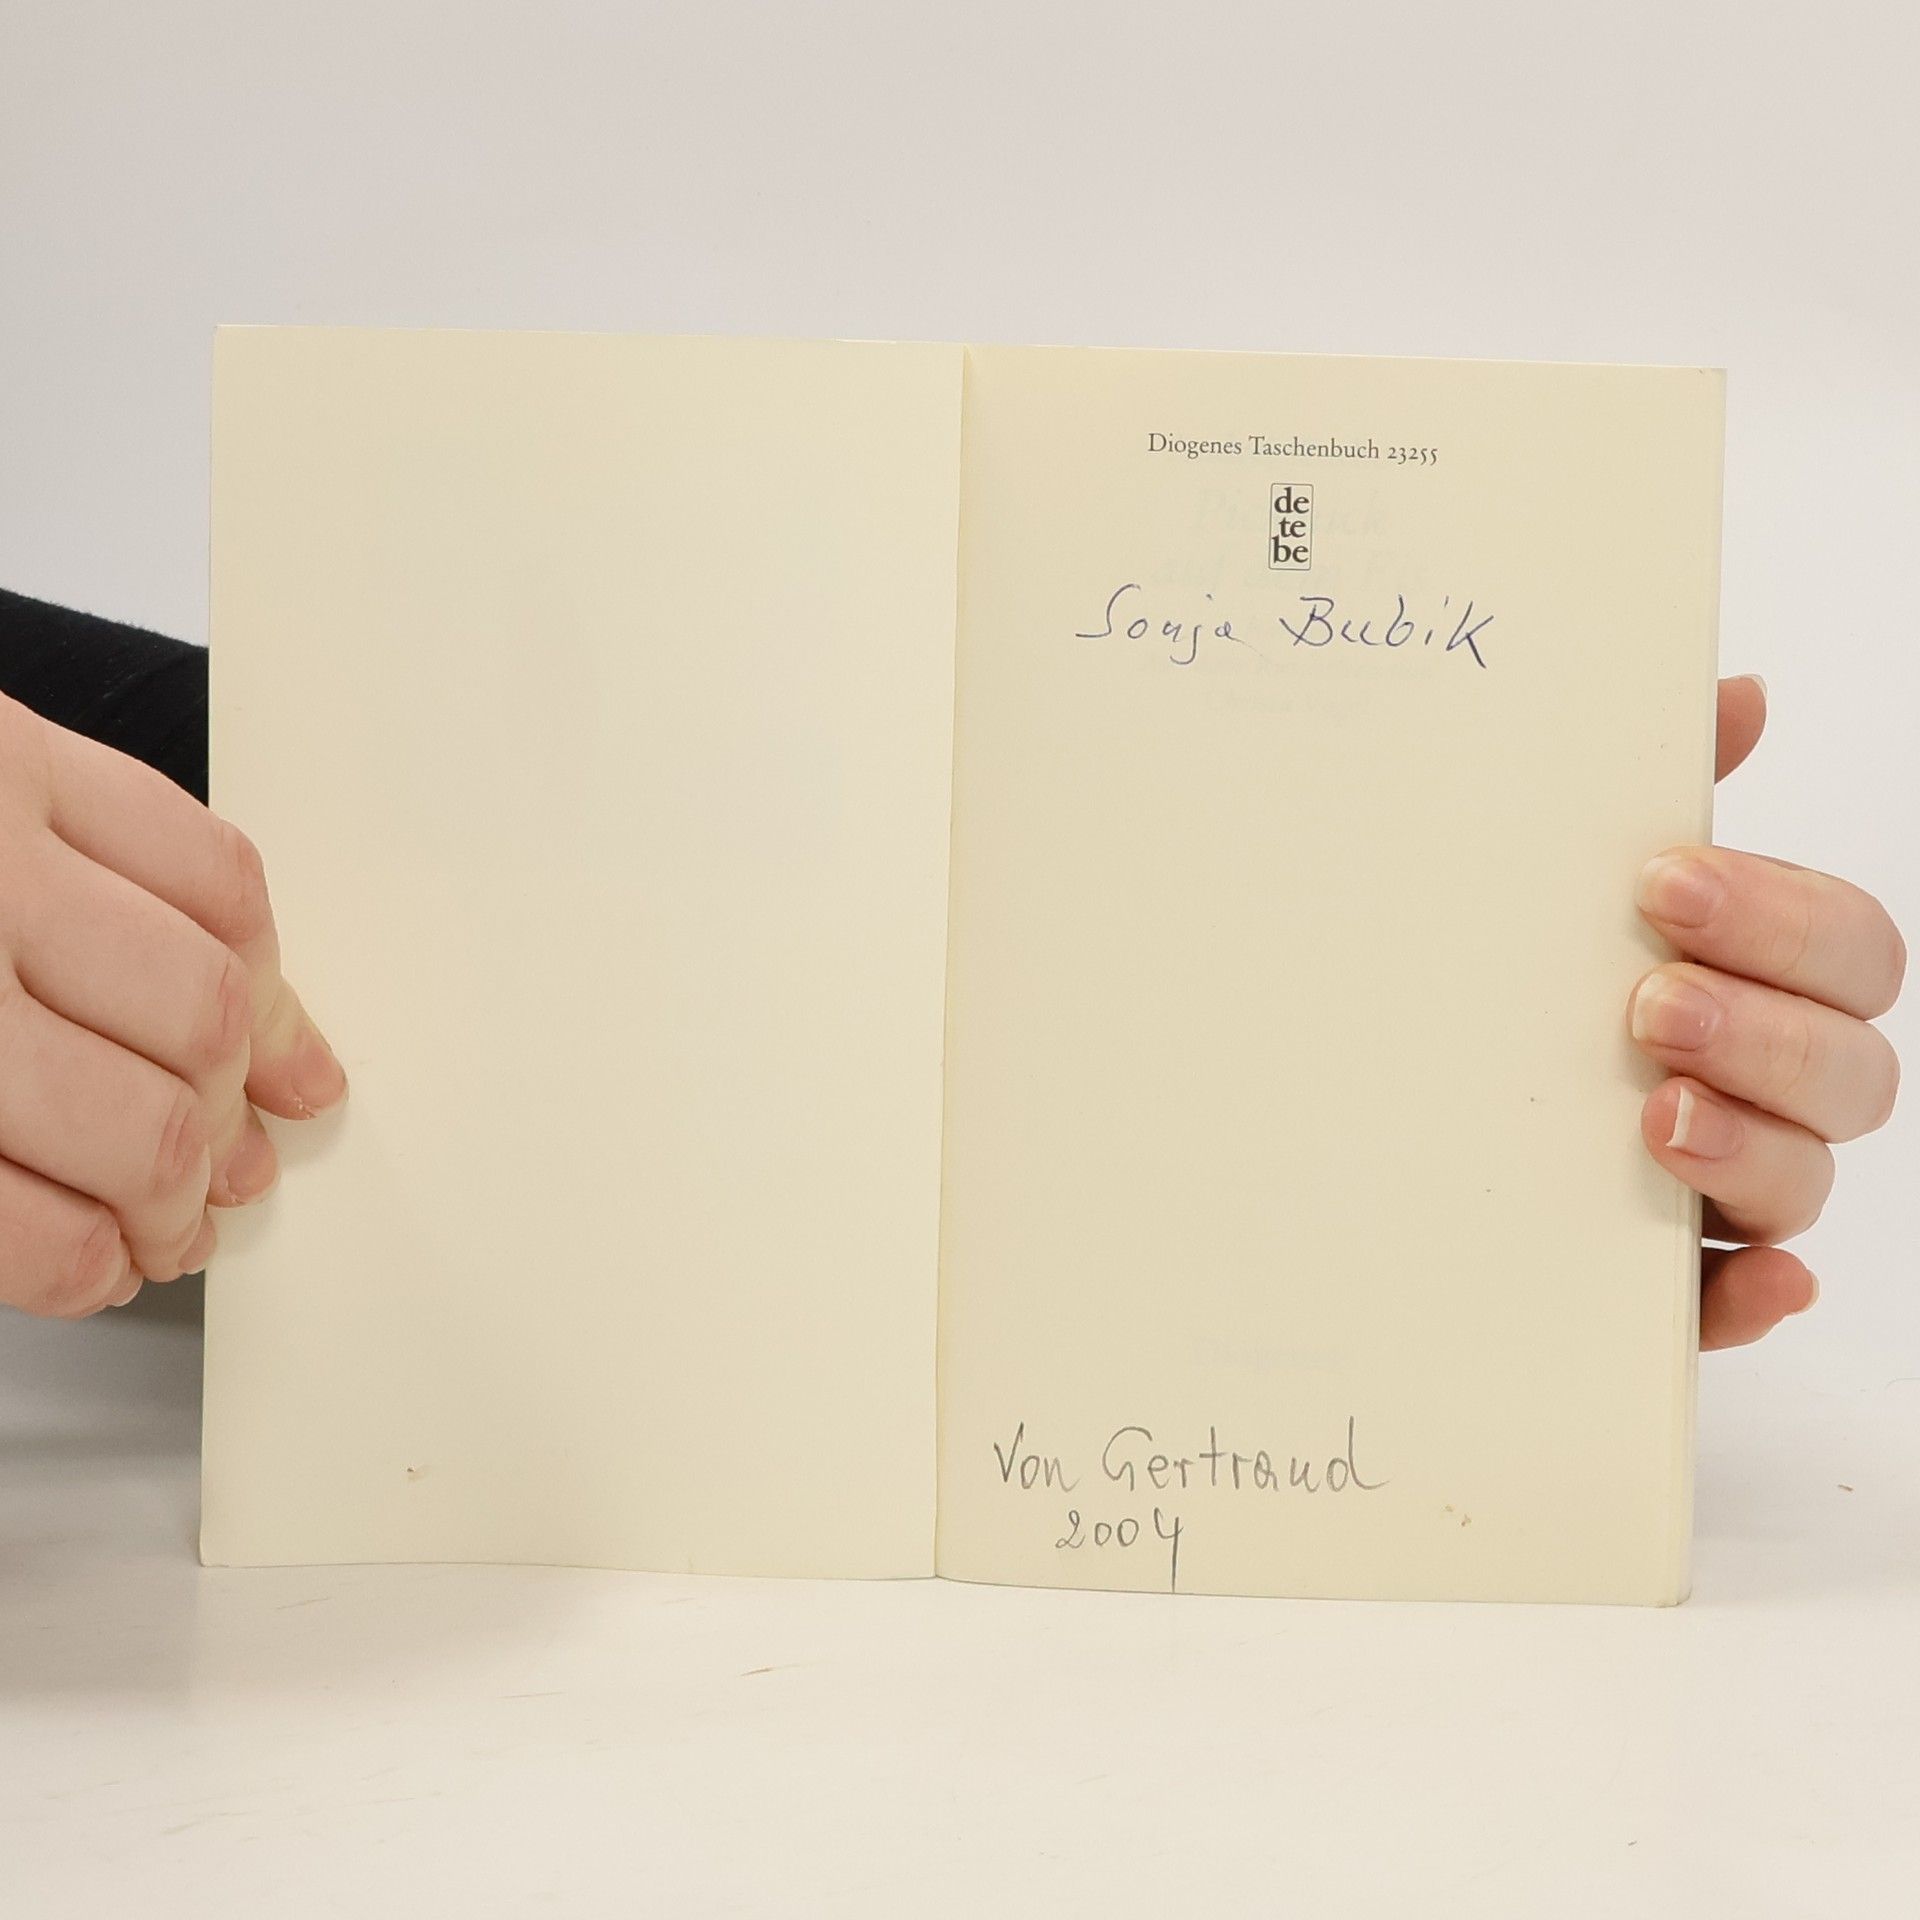 Diogenes Taschenbuch 23255
de
te
be
Sonja Bubik
Von Gertraud
2004